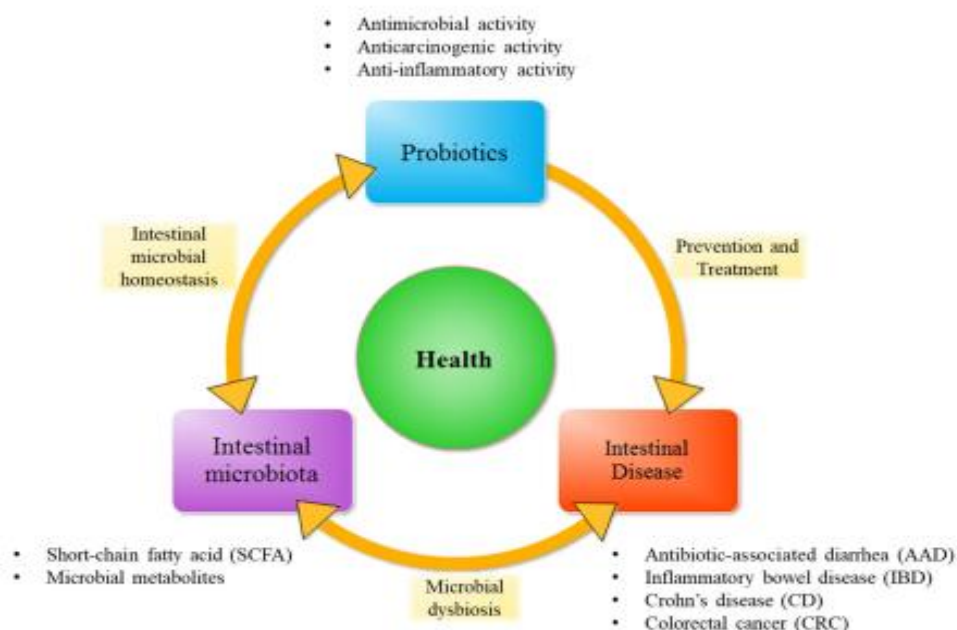 • Antimicrobial activity
• Anticarcinogenic activity
• Anti-inflammatory activity
Probiotics
Intestinal
microbial
homeostasis
Prevention and
Treatment
Health
Intestinal
microbiota
Intestinal
Disease
• Short-chain fatty acid (SCFA)
• Microbial metabolites
Microbial
dysbiosis
• Antibiotic-associated diarrhea (AAD)
• Inflammatory bowel disease (IBD)
• Crohn's disease (CD)
• Colorectal cancer (CRC)